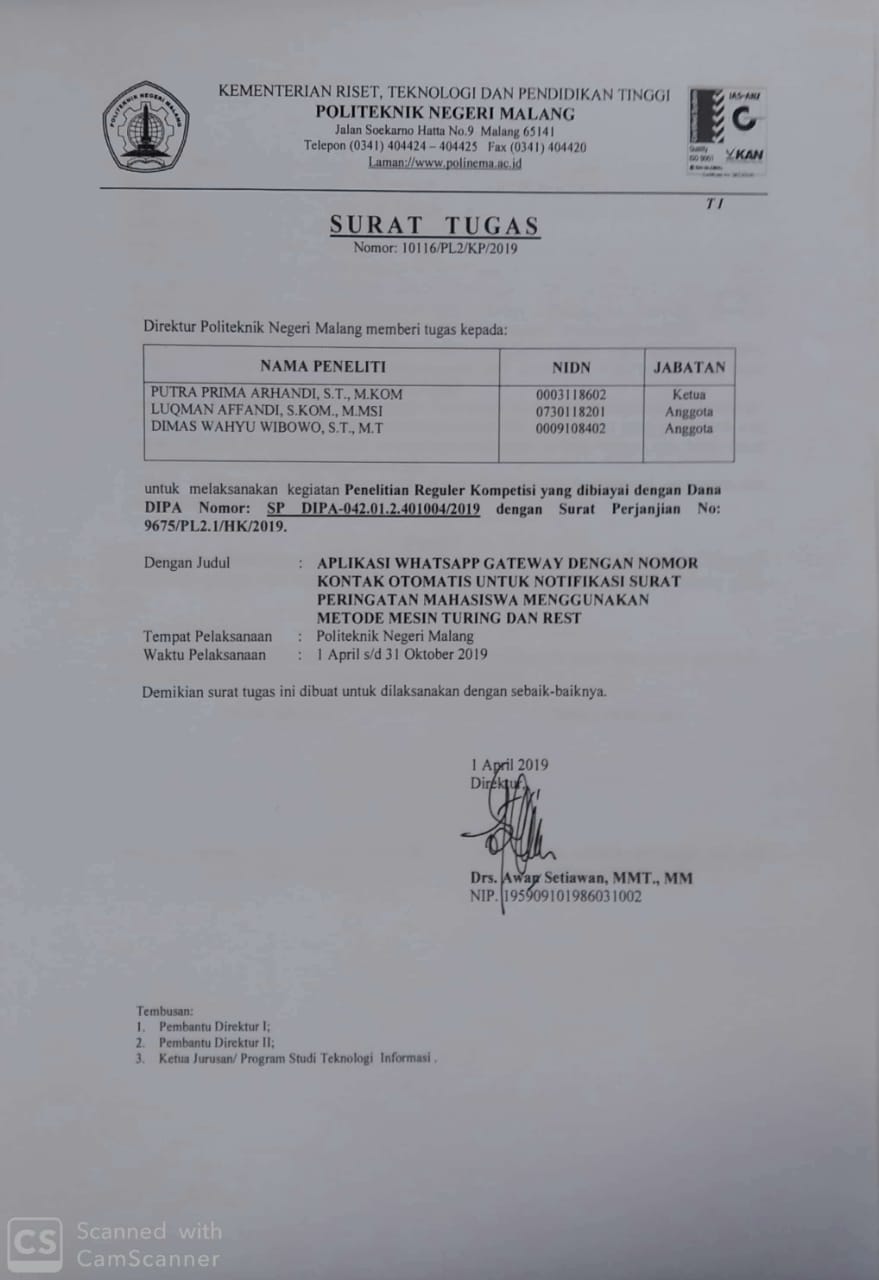 POLITEKNIK NEGERI MALANG
KEMENTERIAN RISET, TEKNOLOGI DAN PENDIDIKAN TINGGI
POLITEKNIK NEGERI MALANG
Jalan Soekarno Hatta No.9 Malang 65141
Telepon (0341) 404424 – 404425 Fax (0341) 404420
Laman://www.polinema.ac.id
IAS-ANZ
Quality
ISO 9001
KAN
TI
SURAT TUGAS
Nomor: 10116/PL2/KP/2019
Direktur Politeknik Negeri Malang memberi tugas kepada:
NAMA PENELITI NIDN JABATAN
PUTRA PRIMA ARHANDI, S.T., M.KOM 0003118602 Ketua
LUQMAN AFFANDI, S.KOM., M.MSI 0730118201 Anggota
DIMAS WAHYU WIBOWO, S.T., M.T 0009108402 Anggota
untuk melaksanakan kegiatan Penelitian Reguler Kompetisi yang dibiayai dengan Dana
DIPA Nomor: SP DIPA-042.01.2.401004/2019 dengan Surat Perjanjian No:
9675/PL2.1/HK/2019.
Dengan Judul : APLIKASI WHATSAPP GATEWAY DENGAN NOMOR
KONTAK OTOMATIS UNTUK NOTIFIKASI SURAT
PERINGATAN MAHASISWA MENGGUNAKAN
METODE MESIN TURING DAN REST
Tempat Pelaksanaan : Politeknik Negeri Malang
Waktu Pelaksanaan : 1 April s/d 31 Oktober 2019
Demikian surat tugas ini dibuat untuk dilaksanakan dengan sebaik-baiknya.
1 April 2019
Direktur,
Drs. Awan Setiawan, MMT., MM
NIP. 195909101986031002
Tembusan:
1. Pembantu Direktur I;
2. Pembantu Direktur II;
3. Ketua Jurusan/ Program Studi Teknologi Informasi .
CS Scanned with
CamScanner